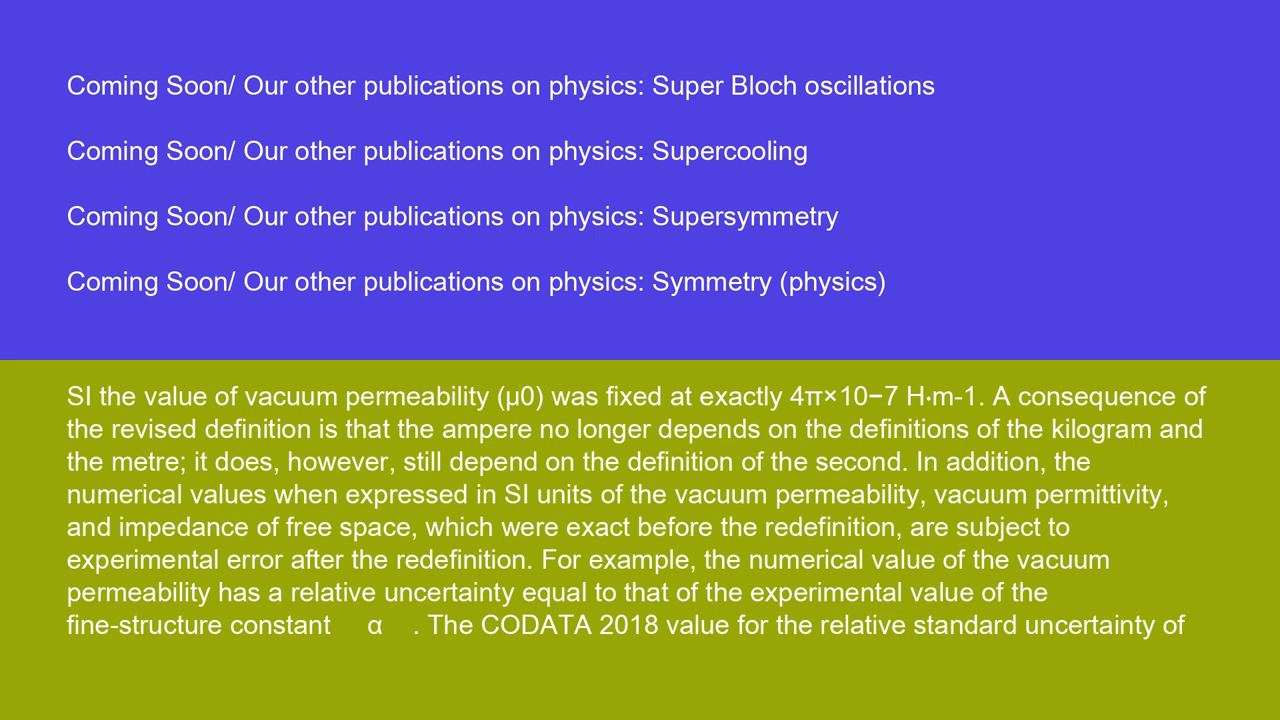 Coming Soon/ Our other publications on physics: Super Bloch oscillations
Coming Soon/ Our other publications on physics: Supercooling
Coming Soon/ Our other publications on physics: Supersymmetry
Coming Soon/ Our other publications on physics: Symmetry (physics)
SI the value of vacuum permeability (μ0) was fixed at exactly 4π×10−7 H⋅m-1. A consequence of
the revised definition is that the ampere no longer depends on the definitions of the kilogram and
the metre; it does, however, still depend on the definition of the second. In addition, the
numerical values when expressed in SI units of the vacuum permeability, vacuum permittivity,
and impedance of free space, which were exact before the redefinition, are subject to
experimental error after the redefinition. For example, the numerical value of the vacuum
permeability has a relative uncertainty equal to that of the experimental value of the
fine-structure constant α . The CODATA 2018 value for the relative standard uncertainty of